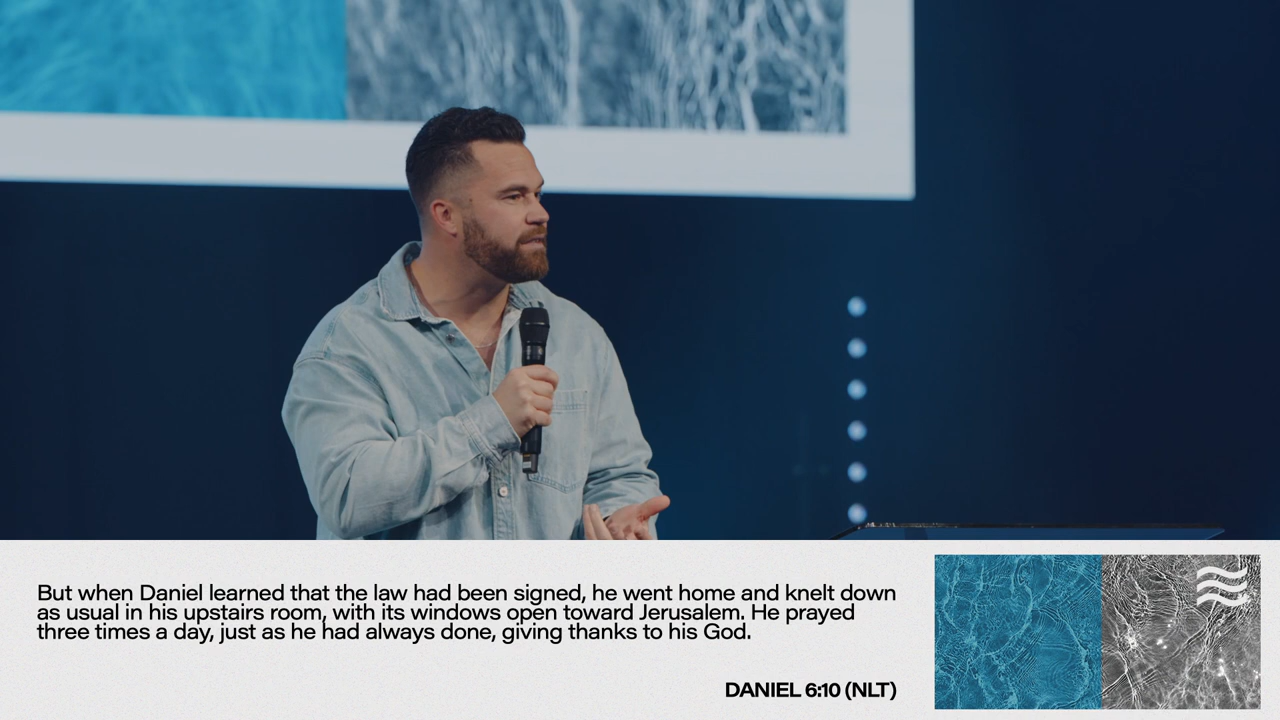 But when Daniel learned that the law had been signed, he went home and knelt down
as usual in his upstairs room, with its windows open toward Jerusalem. He prayed
three times a day, just as he had always done, giving thanks to his God.
DANIEL 6:10 (NLT)